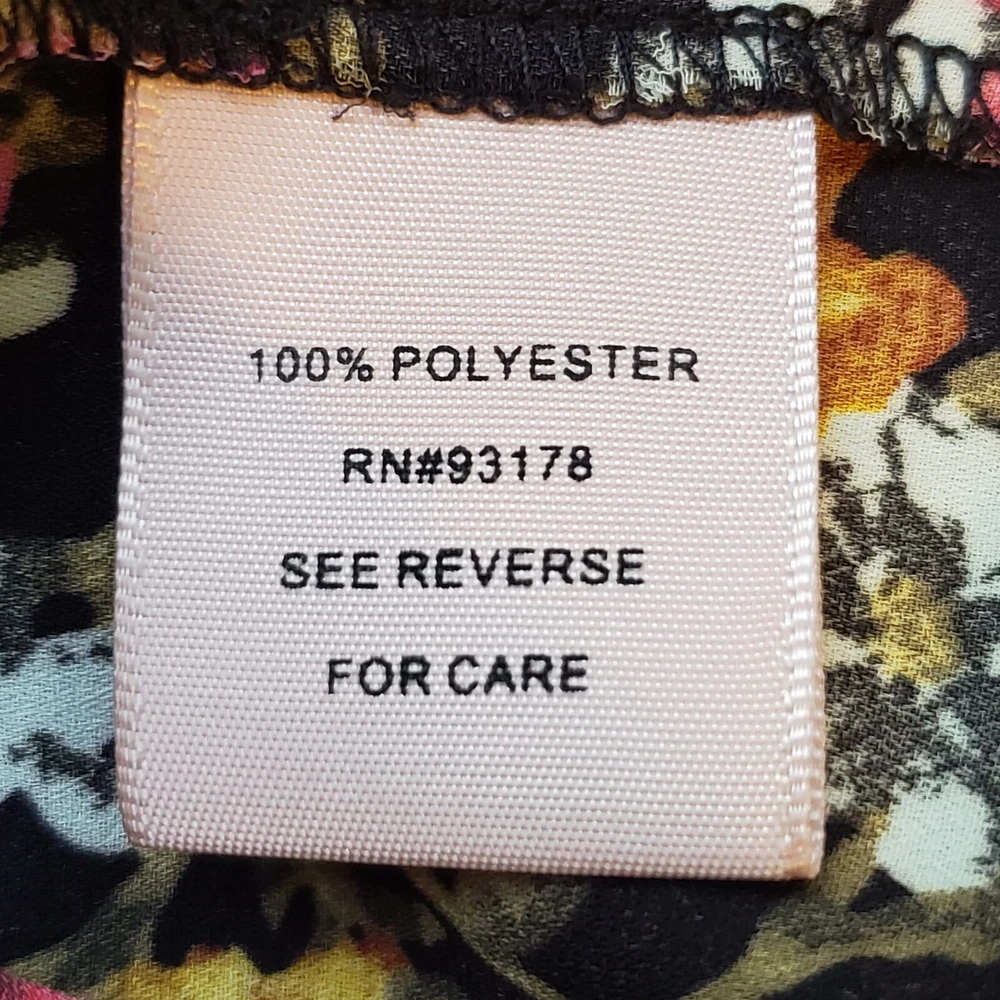 100% POLYESTER
RN#93178
SEE REVERSE
FOR CARE